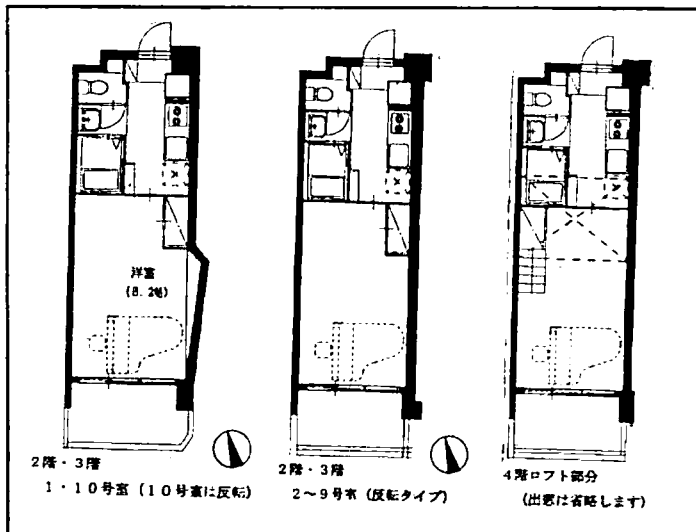 洋室
(8.2帖)
2階・3階
1・10号室 (10号室は反転)
2階・3階
2〜9号室 (反転タイプ)
4階ロフト部分
(出窓は省略します)